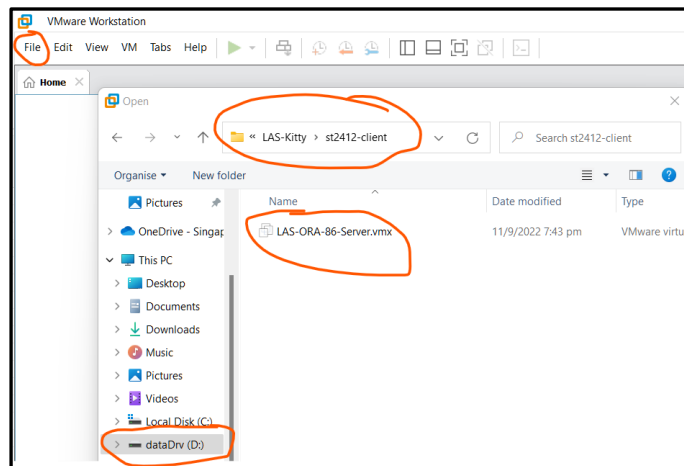 VMware Workstation
File Edit View VM Tabs Help
Home
Open
« LAS-Kitty › st2412-client
Search st2412-client
Organise New folder
Name Date modified Type
Pictures
OneDrive - Singap
This PC
Desktop
Documents
Downloads
Music
Pictures
Videos
Local Disk (C:)
dataDrv (D:)
LAS-ORA-86-Server.vmx 11/9/2022 7:43 pm VMware virtu